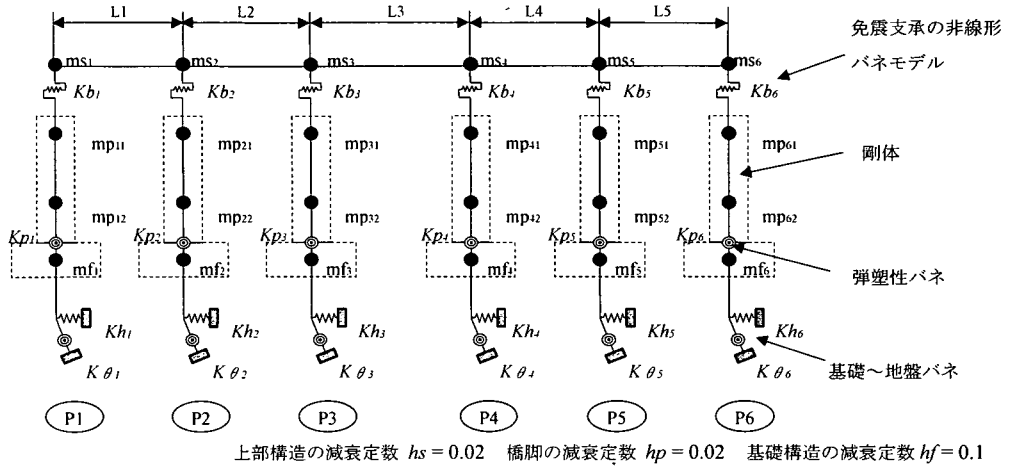 L1 L2 L3 L4 L5
免震支承の非線形
バネモデル
ms1 ms2 ms3 ms4 ms5 ms6
Kb1 Kb2 Kb3 Kb4 Kb5 Kb6
mp11 mp21 mp31 mp41 mp51 mp61
剛体
mp12 mp22 mp32 mp42 mp52 mp62
Kp1 Kp2 Kp3 Kp4 Kp5 Kp6
mf1 mf2 mf3 mf4 mf5 mf6
弾塑性バネ
Kh1 Kh2 Kh3 Kh4 Kh5 Kh6
Kθ1 Kθ2 Kθ3 Kθ4 Kθ5 Kθ6
基礎～地盤バネ
P1 P2 P3 P4 P5 P6
上部構造の減衰定数 hs = 0.02 橋脚の減衰定数 hp = 0.02 基礎構造の減衰定数 hf = 0.1